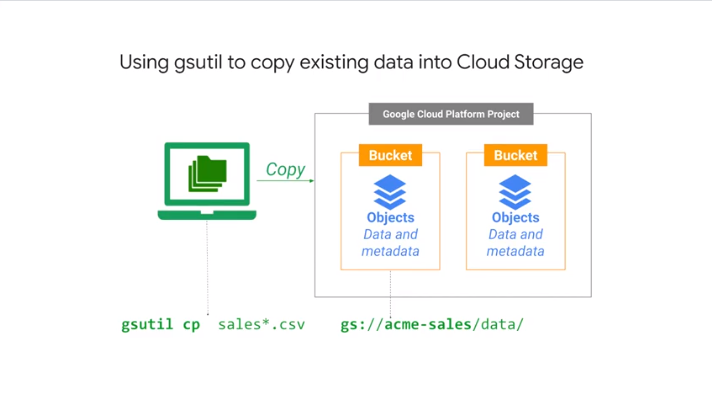 Using gsutil to copy existing data into Cloud Storage
Google Cloud Platform Project
Copy
Bucket
Objects
Data and
metadata
Bucket
Objects
Data and
metadata
gsutil cp sales*.csv gs://acme-sales/data/